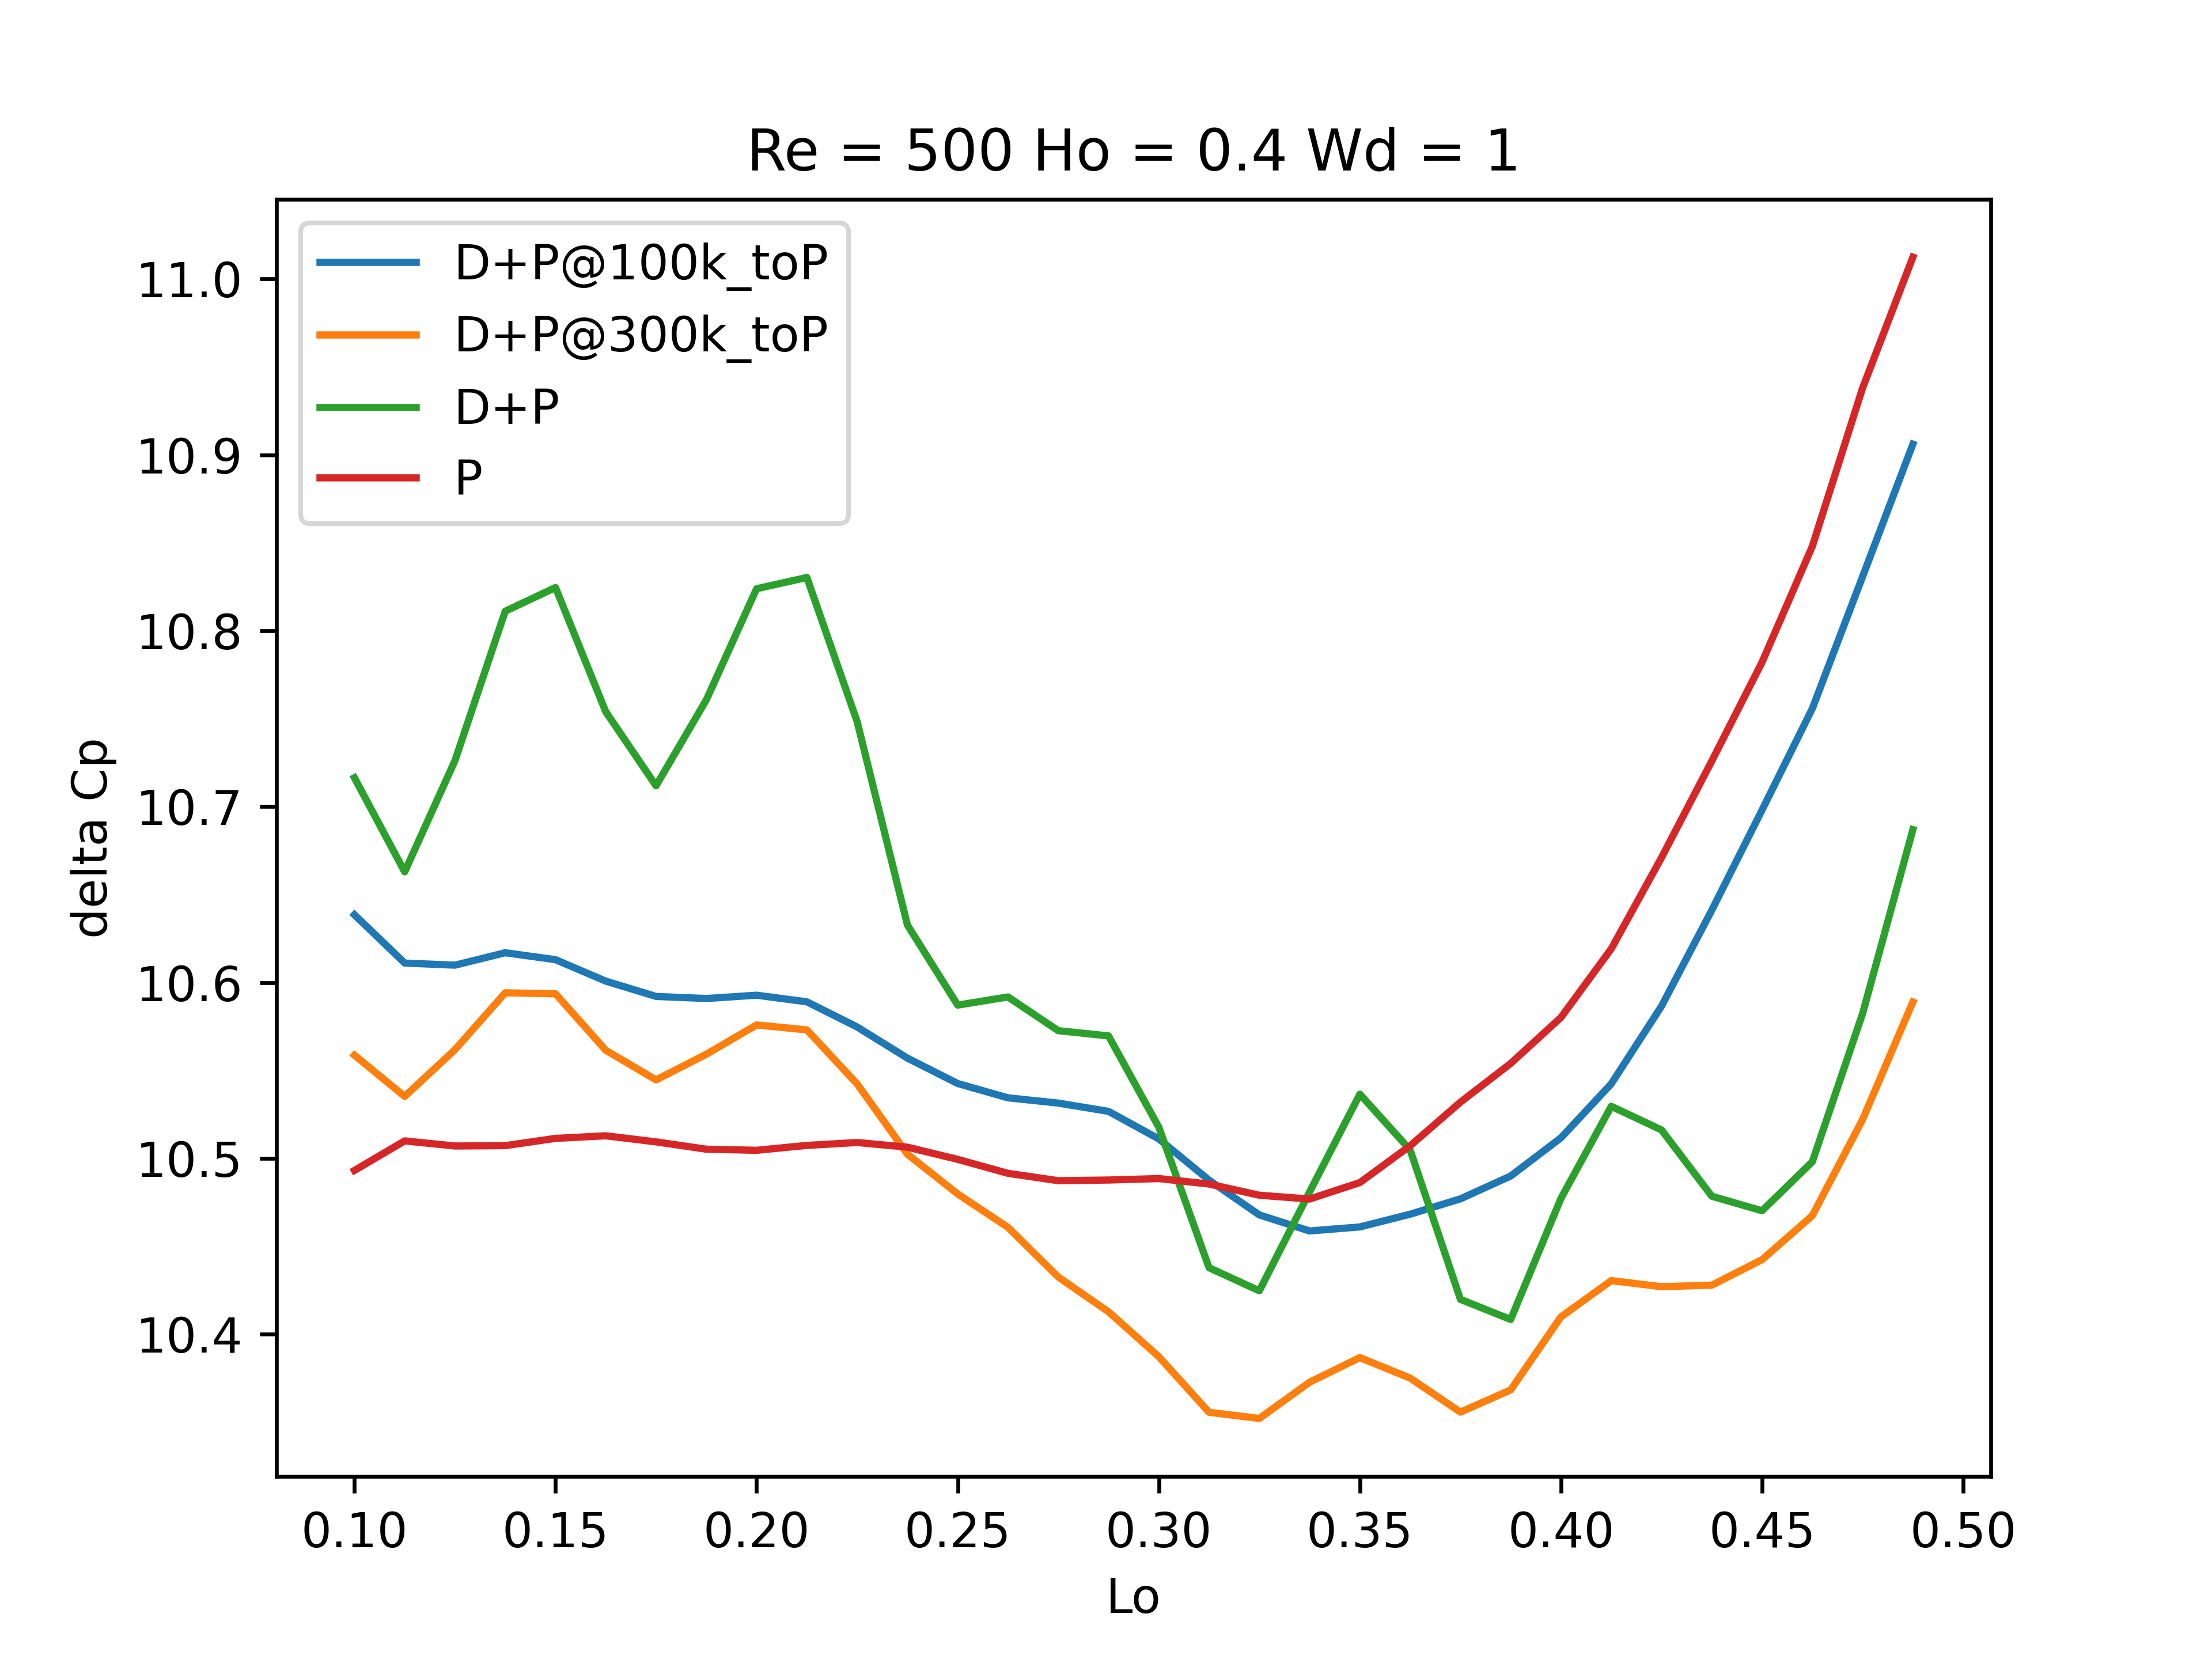 Re = 500 Ho = 0.4 Wd = 1
D+P@100k_toP
D+P@300k_toP
D+P
P
11.0
10.9
10.8
10.7
10.6
10.5
10.4
delta Cp
0.10 0.15 0.20 0.25 0.30 0.35 0.40 0.45 0.50
Lo